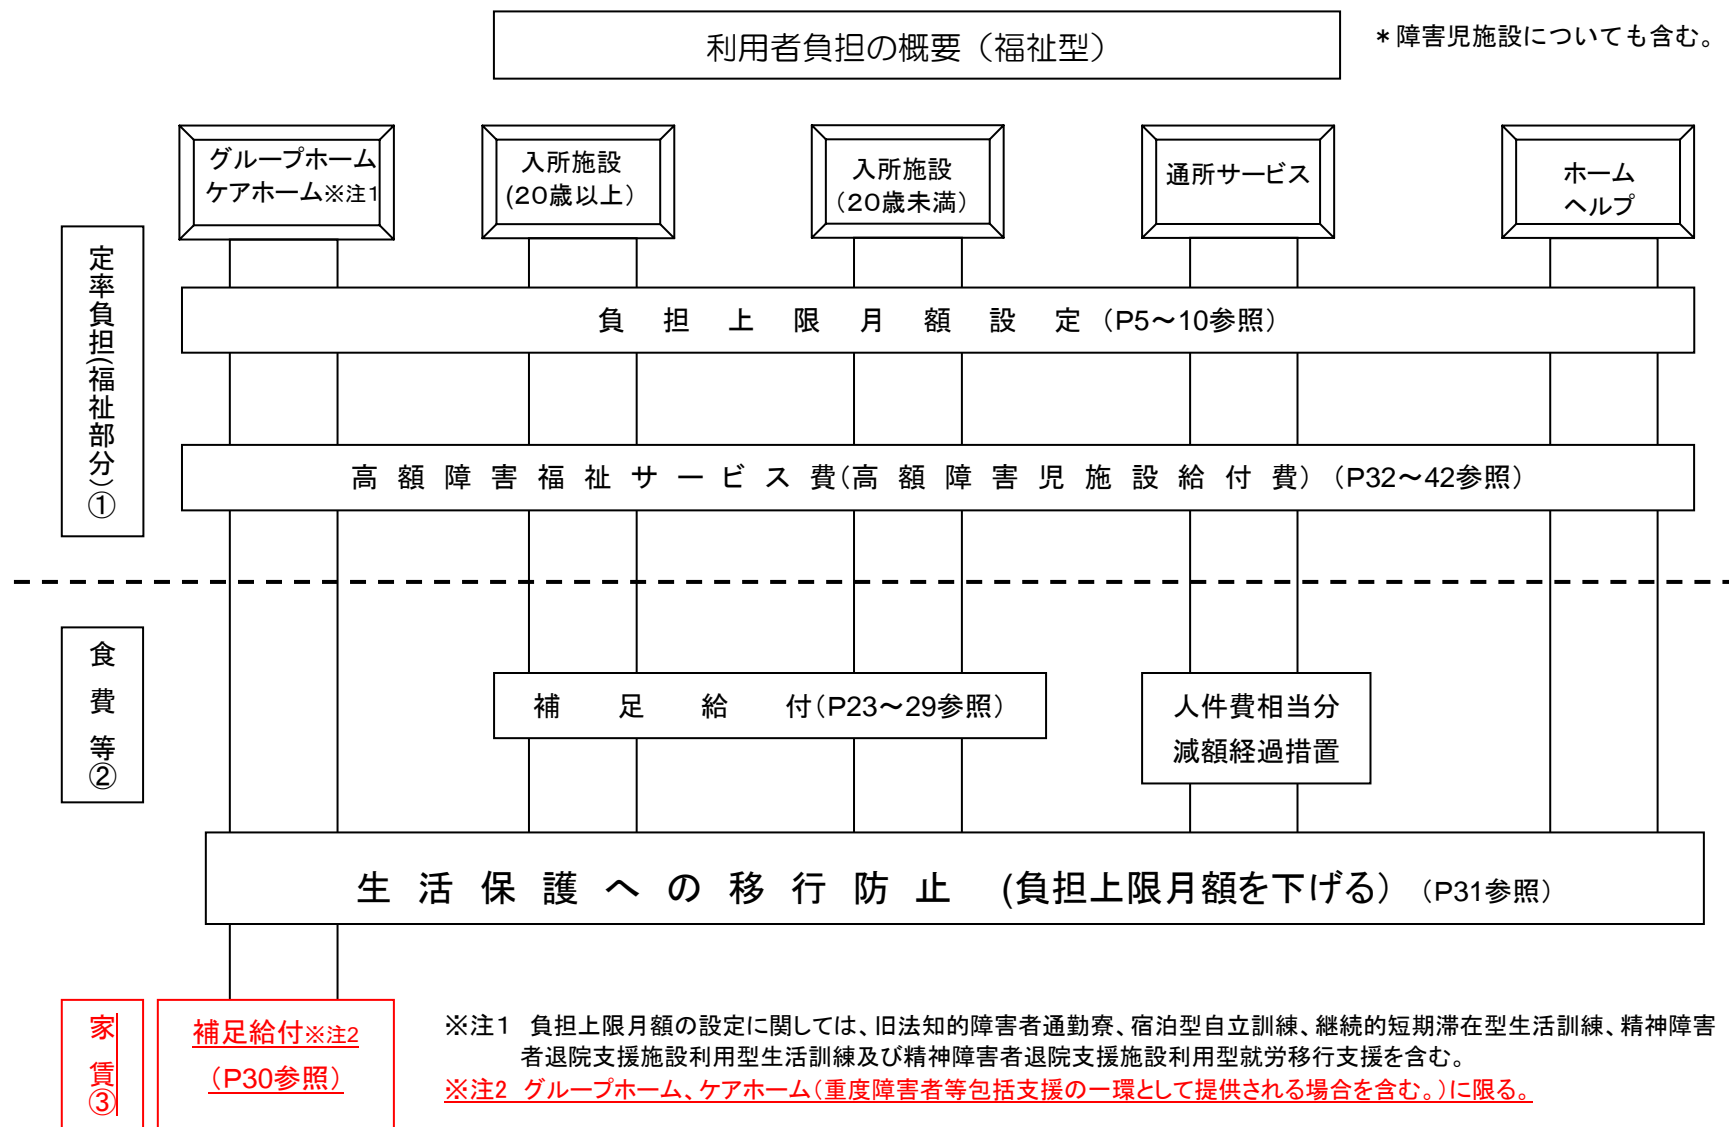 利用者負担の概要（福祉型）
＊障害児施設についても含む。
グループホーム
ケアホーム※注1
入所施設
(20歳以上）
入所施設
（20歳未満）
通所サービス
ホーム
ヘルプ
定率負担(福祉部分）①
負担上限月額設定（P5～10参照）
高額障害福祉サービス費(高額障害児施設給付費）（P32～42参照）
食費等②
補足給付（P23～29参照）
人件費相当分
減額経過措置
生活保護への移行防止 (負担上限月額を下げる）（P31参照）
家賃③
補足給付※注2
（P30参照）
※注1　負担上限月額の設定に関しては、旧法知的障害者通勤寮、宿泊型自立訓練、継続的短期滞在型生活訓練、精神障害
者退院支援施設利用型生活訓練及び精神障害者退院支援施設利用型就労移行支援を含む。
※注2　グループホーム、ケアホーム（重度障害者等包括支援の一環として提供される場合を含む。）に限る。